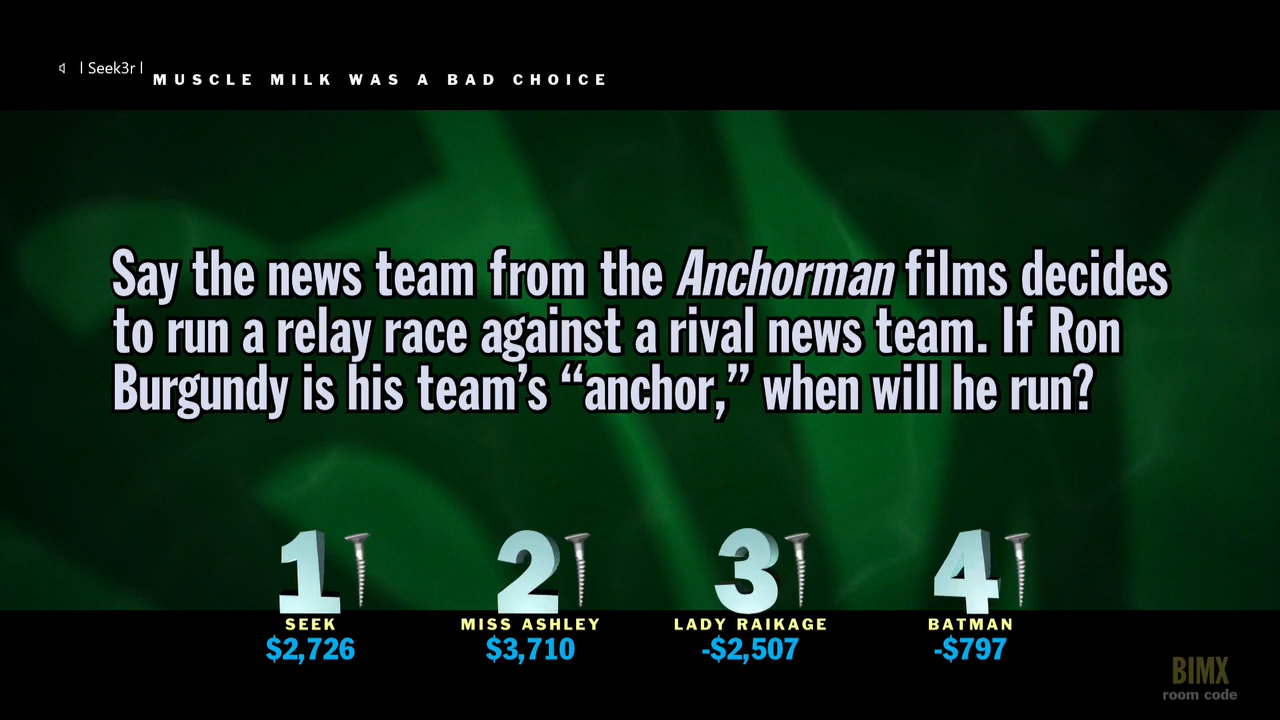 | Seek3r |
MUSCLE MILK WAS A BAD CHOICE
Say the news team from the Anchorman films decides
to run a relay race against a rival news team. If Ron
Burgundy is his team’s “anchor,” when will he run?
1 2 3 4
SEEK MISS ASHLEY LADY RAIKAGE BATMAN
$2,726 $3,710 -$2,507 -$797
BIMX
room code